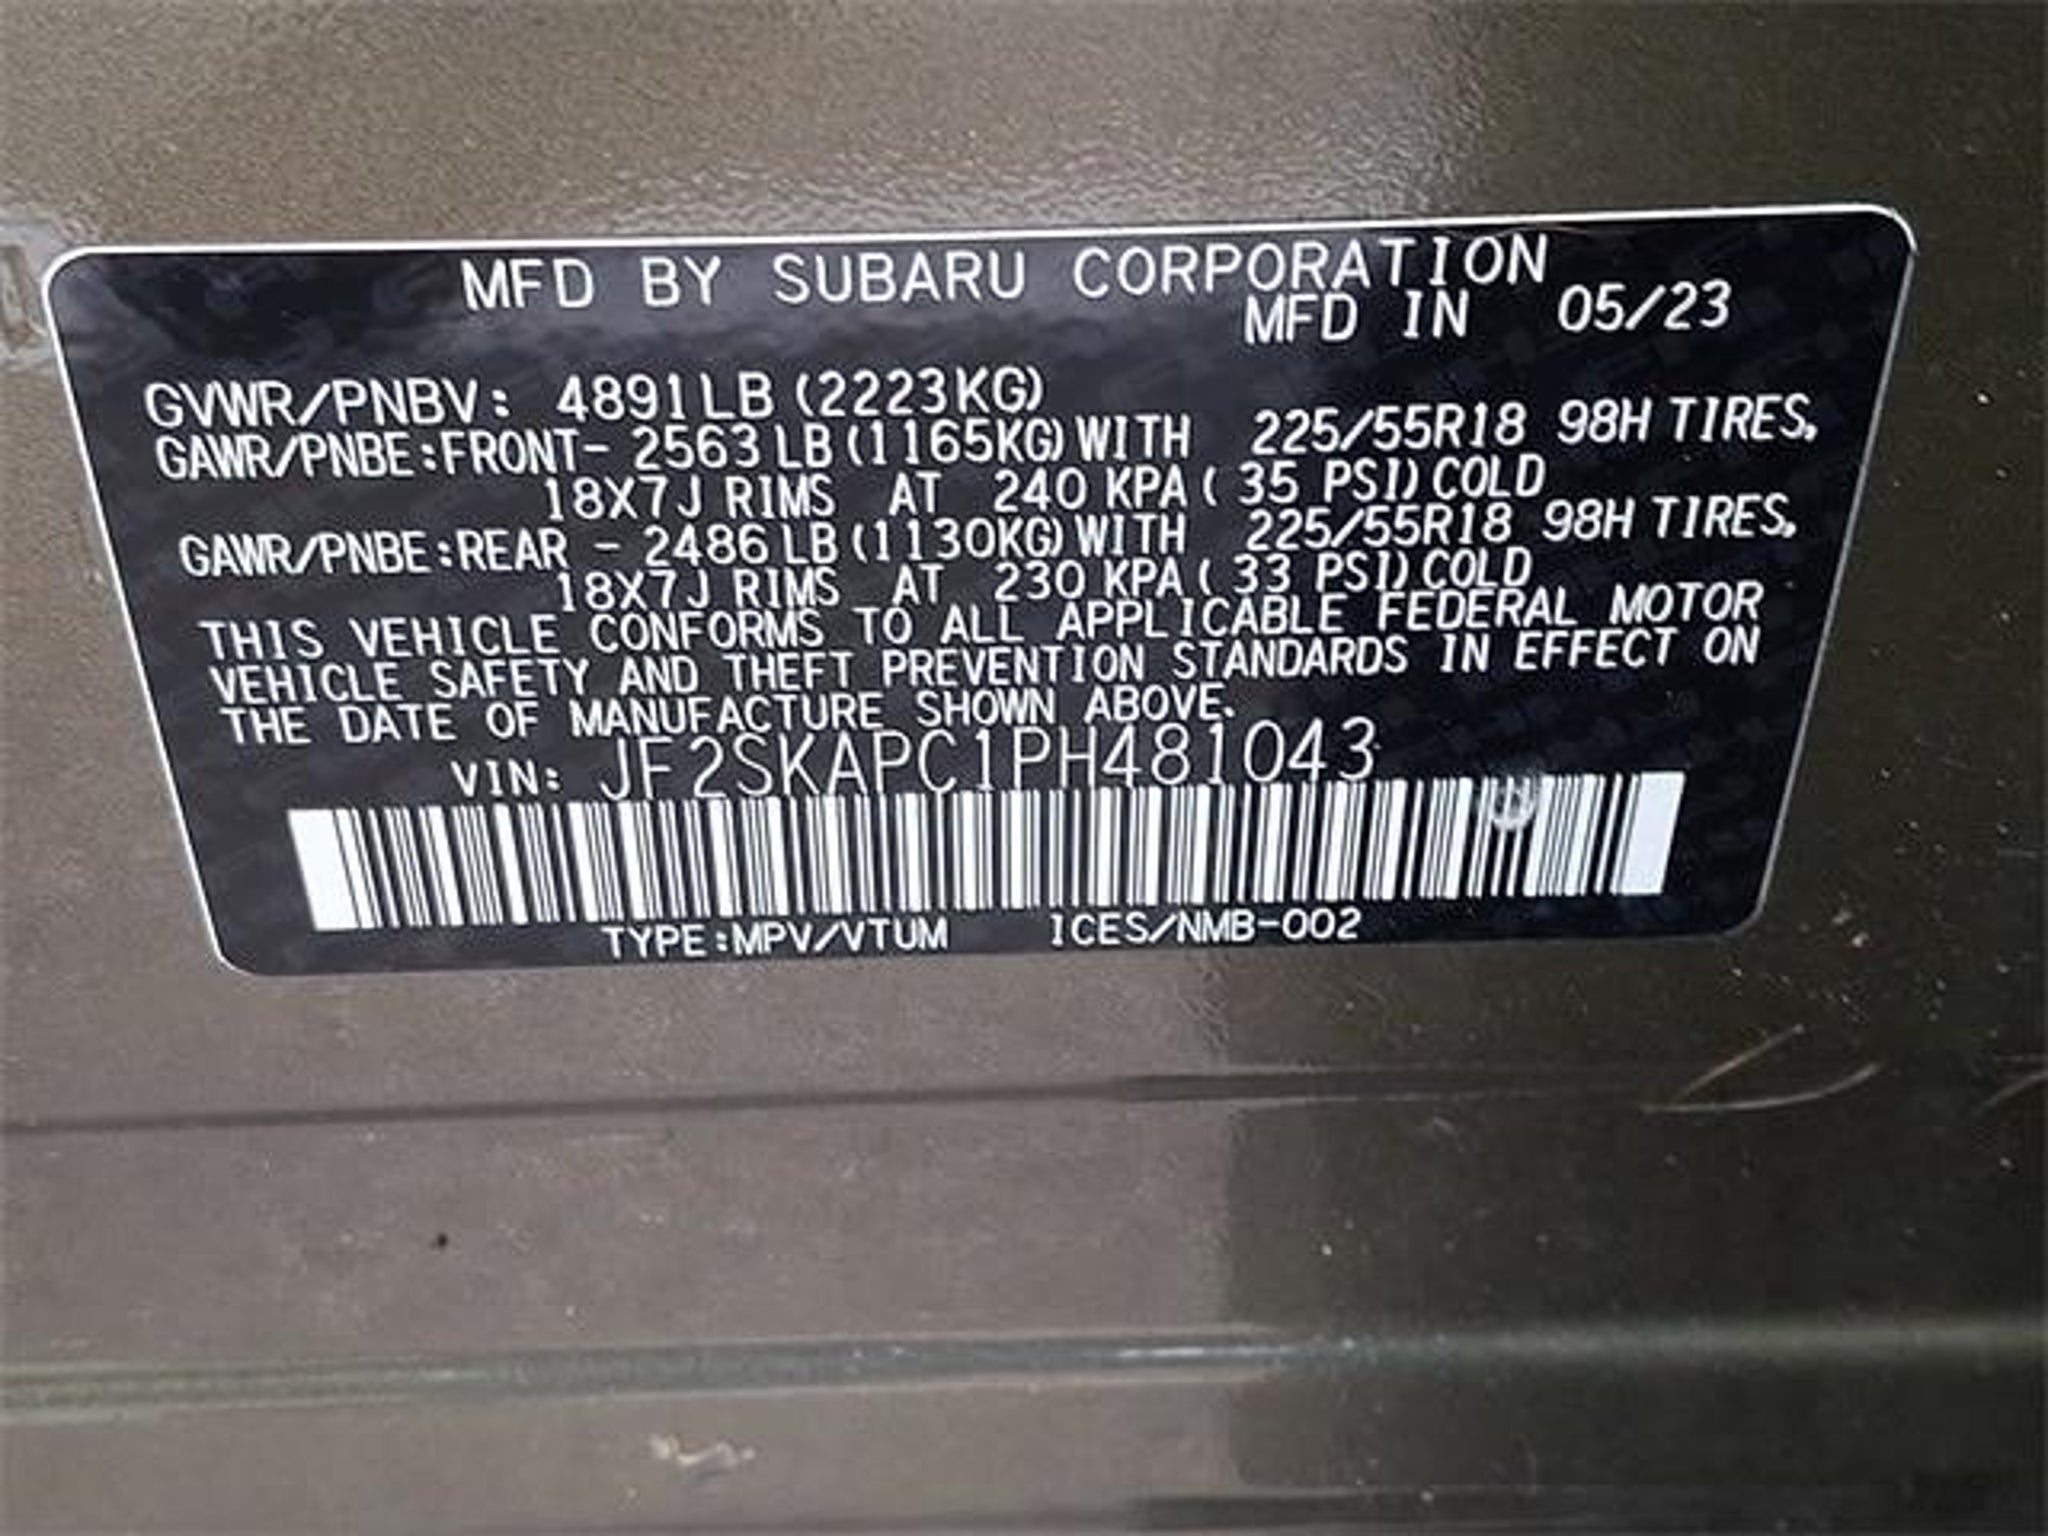 MFD BY SUBARU CORPORATION
MFD IN 05/23
GVWR/PNBV: 4891LB (2223KG)
GAWR/PNBE:FRONT- 2563LB(1165KG)WITH 225/55R18 98H TIRES,
18X7J RIMS AT 240 KPA( 35 PSI)COLD
GAWR/PNBE:REAR - 2486LB(1130KG)WITH 225/55R18 98H TIRES,
18X7J RIMS AT 230 KPA( 33 PSI)COLD
THIS VEHICLE CONFORMS TO ALL APPLICABLE FEDERAL MOTOR
VEHICLE SAFETY AND THEFT PREVENTION STANDARDS IN EFFECT ON
THE DATE OF MANUFACTURE SHOWN ABOVE.
VIN: JF2SKAPC1PH481043
TYPE:MPV/VTUM ICES/NMB-002